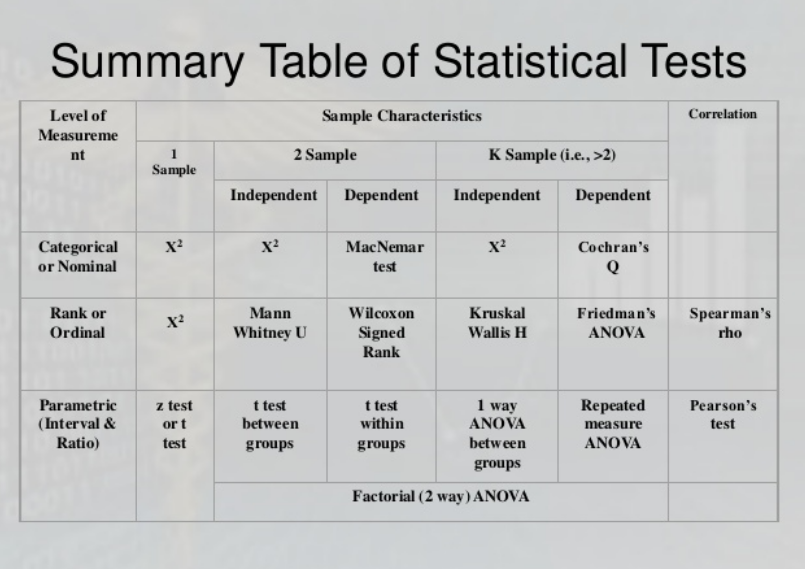 Summary Table of Statistical Tests
Level of
Measureme
nt
Sample Characteristics
Correlation
1
Sample
2 Sample
K Sample (i.e., >2)
Independent
Dependent
Independent
Dependent
Categorical
or Nominal
X²
X²
MacNemar
test
X²
Cochran's
Q
Rank or
Ordinal
X²
Mann
Whitney U
Wilcoxon
Signed
Rank
Kruskal
Wallis H
Friedman's
ANOVA
Spearman's
rho
Parametric
(Interval &
Ratio)
z test
or t
test
t test
between
groups
t test
within
groups
1 way
ANOVA
between
groups
Repeated
measure
ANOVA
Pearson's
test
Factorial (2 way) ANOVA